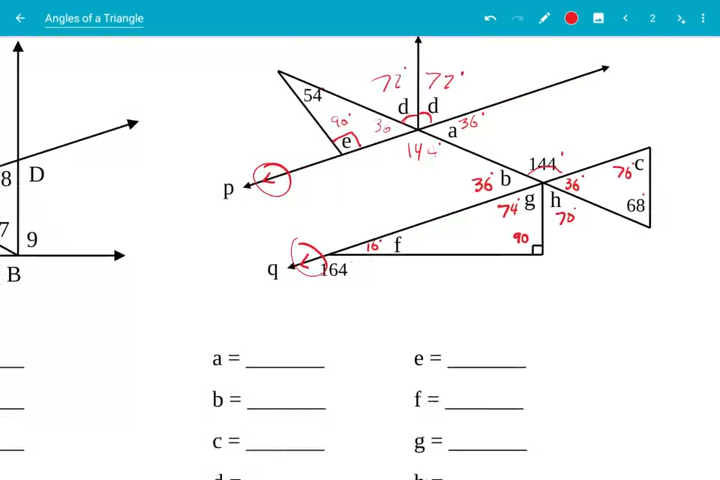 Angles of a Triangle
2
72° 72°
54
90°
d d
30
e
a 36°
144°
8 D
p
144°
c
76°
36° b
36°
74° g h
70°
68
7 9
90
16° f
q 164
B
a = ________ e = ________
b = ________ f = ________
c = ________ g = ________